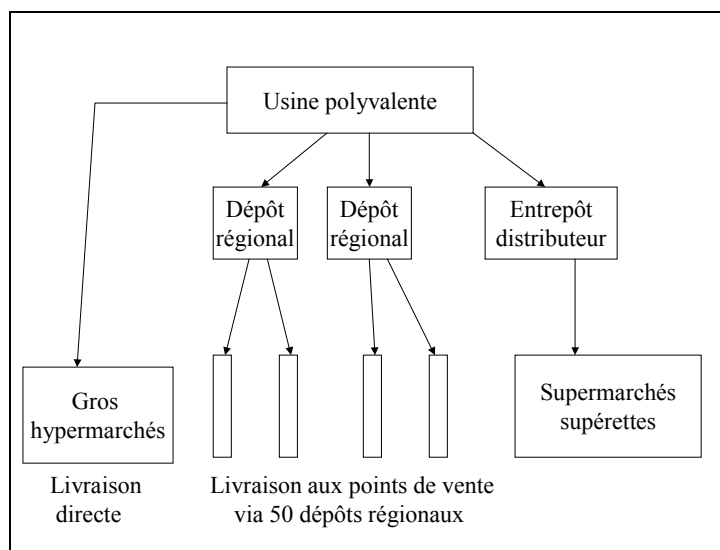 Usine polyvalente
Dépôt
régional
Dépôt
régional
Entrepôt
distributeur
Gros
hypermarchés
Supermarchés
supérettes
Livraison
directe
Livraison aux points de vente
via 50 dépôts régionaux